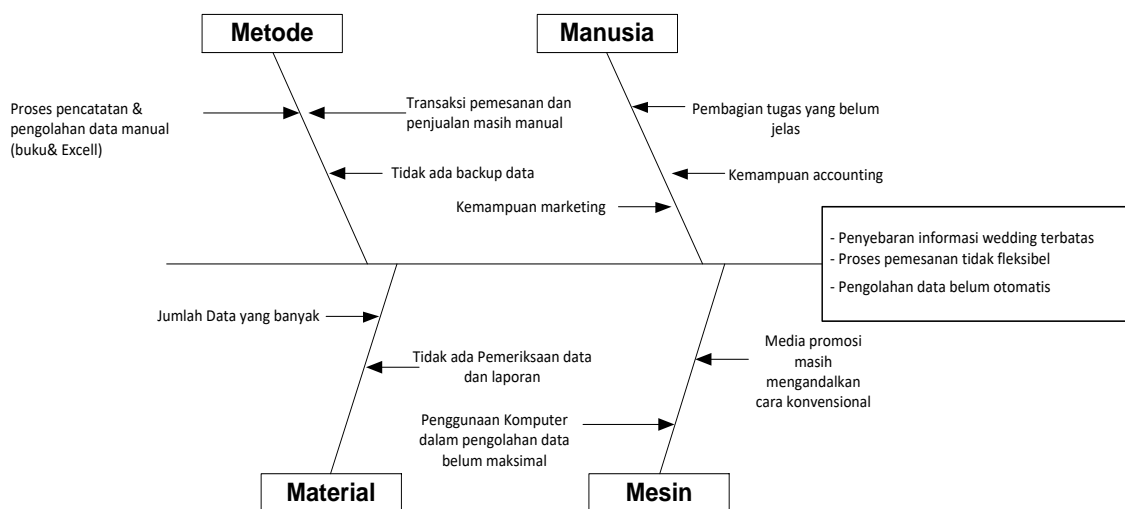 Metode
Manusia
Proses pencatatan &
pengolahan data manual
(buku& Excell)
Transaksi pemesanan dan
penjualan masih manual
Tidak ada backup data
Pembagian tugas yang belum
jelas
Kemampuan accounting
Kemampuan marketing
- Penyebaran informasi wedding terbatas
- Proses pemesanan tidak fleksibel
- Pengolahan data belum otomatis
Jumlah Data yang banyak
Tidak ada Pemeriksaan data
dan laporan
Media promosi
masih
mengandalkan
cara konvensional
Penggunaan Komputer
dalam pengolahan data
belum maksimal
Material
Mesin